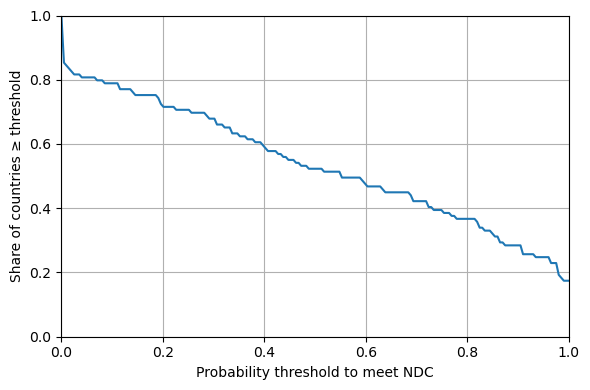 1.0
0.8
0.6
0.4
0.2
0.0
Share of countries ≥ threshold
0.0 0.2 0.4 0.6 0.8 1.0
Probability threshold to meet NDC